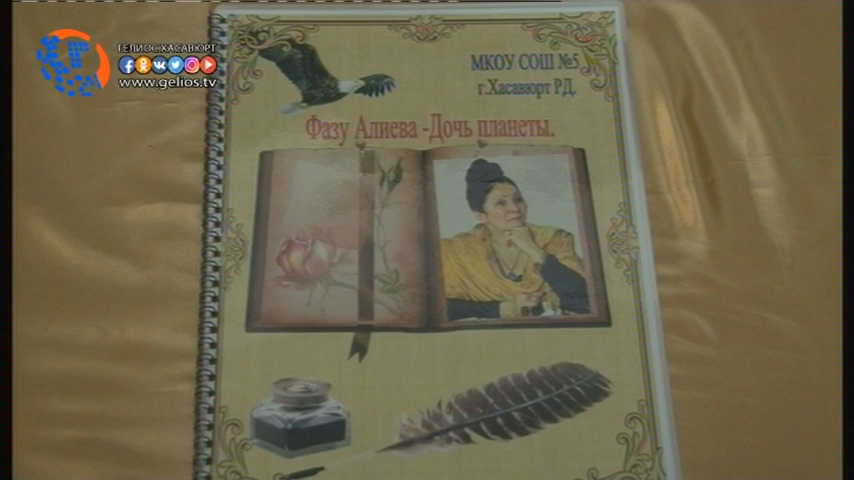 ГЕЛИОС ХАСАВЮРТ
www.gelios.tv
МКОУ СОШ №5
г.Хасавюрт РД.
Фазу Алиева -Дочь планеты.